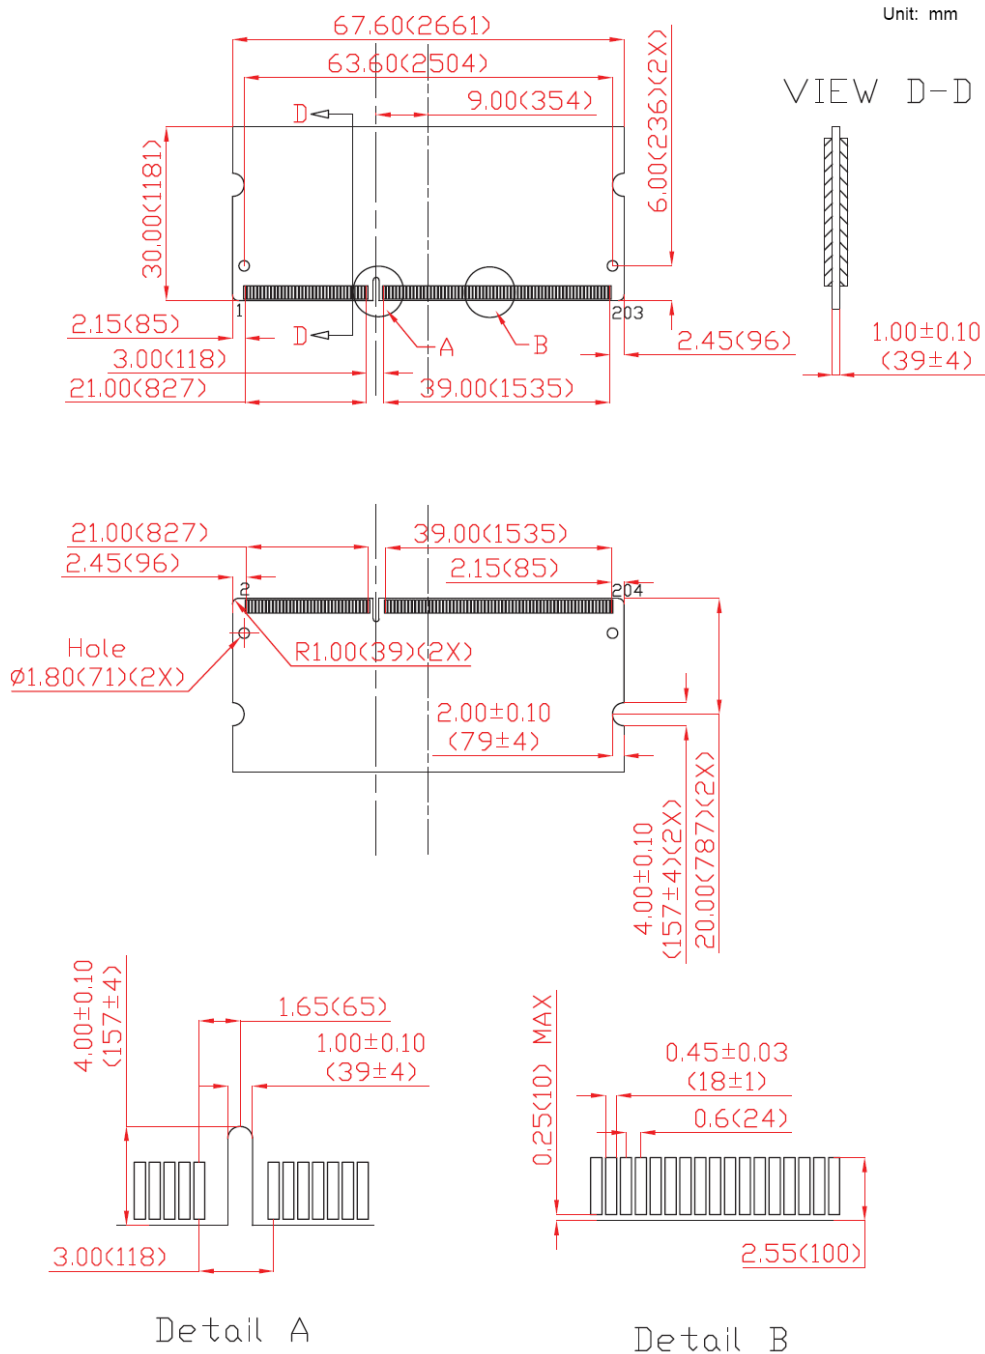 Unit: mm
67.60(2661)
63.60(2504)
9.00(354)
6.00(236)(2X)
VIEW D-D
D
30.00(1181)
1
203
2.15(85)
D
A
B
2.45(96)
1.00±0.10
(39±4)
3.00(118)
21.00(827)
39.00(1535)
21.00(827)
39.00(1535)
2.45(96)
2.15(85)
2
204
Hole
Ø1.80(71)(2X)
R1.00(39)(2X)
2.00±0.10
(79±4)
4.00±0.10
(157±4)(2X)
20.00(787)(2X)
4.00±0.10
(157±4)
1.65(65)
1.00±0.10
(39±4)
3.00(118)
Detail A
0.25(10) MAX
0.45±0.03
(18±1)
0.6(24)
2.55(100)
Detail B